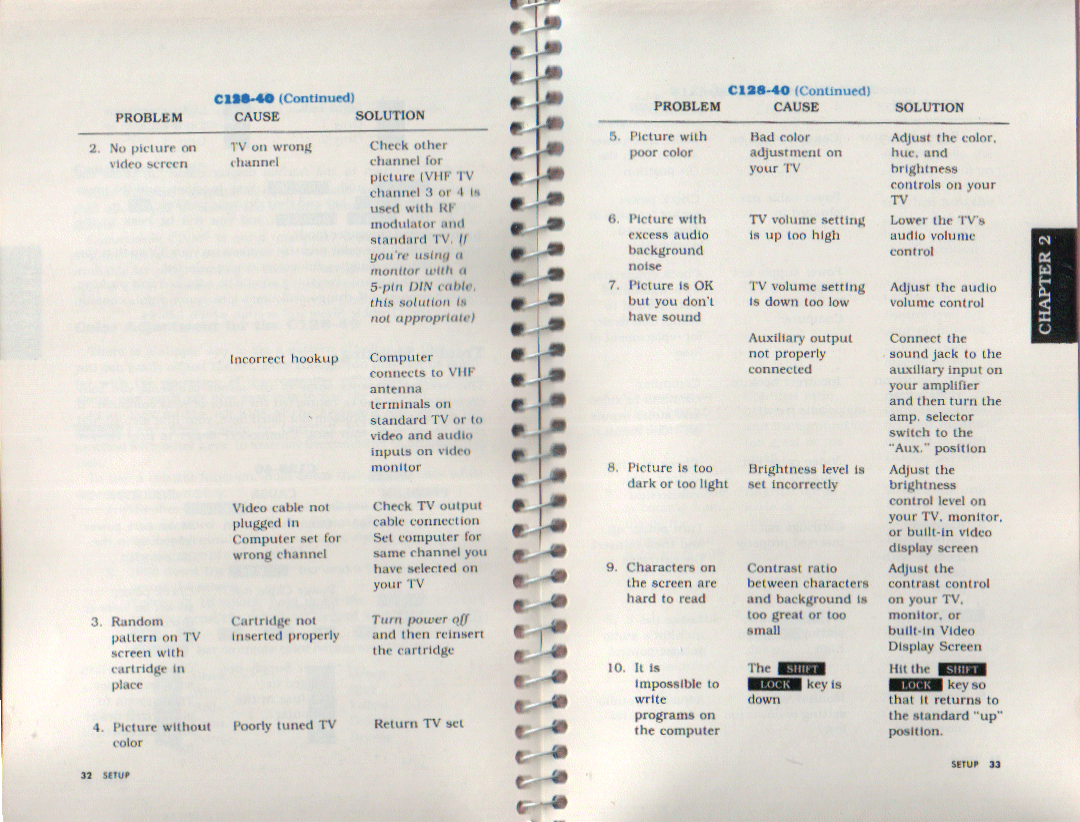 C128-40 (Continued)
PROBLEM CAUSE SOLUTION
2. No picture on video screen
TV on wrong channel
Check other
channel for
picture (VHF TV
channel 3 or 4 is
used with RF
modulator and
standard TV. If
you're using a
monitor with a
5-pin DIN cable,
this solution is
not appropriate)
Incorrect hookup
Computer
connects to VHF
antenna
terminals on
standard TV or to
video and audio
inputs on video
monitor
Video cable not
plugged in
Check TV output
cable connection
Computer set for
wrong channel
Set computer for
same channel you
have selected on
your TV
3. Random
pattern on TV
screen with
cartridge in
place
Cartridge not
inserted properly
Turn power off
and then reinsert
the cartridge
4. Picture without
color
Poorly tuned TV
Return TV set
32 SETUP
C128-40 (Continued)
PROBLEM CAUSE SOLUTION
5. Picture with
poor color
Bad color
adjustment on
your TV
Adjust the color,
hue, and
brightness
controls on your
TV
6. Picture with
excess audio
background
noise
TV volume setting
is up too high
Lower the TV's
audio volume
control
7. Picture is OK
but you don't
have sound
TV volume setting
is down too low
Adjust the audio
volume control
Auxiliary output
not properly
connected
Connect the
sound jack to the
auxiliary input on
your amplifier
and then turn the
amp. selector
switch to the
"Aux." position
8. Picture is too
dark or too light
Brightness level is
set incorrectly
Adjust the
brightness
control level on
your TV, monitor,
or built-in video
display screen
9. Characters on
the screen are
hard to read
Contrast ratio
between characters
and background is
too great or too
small
Adjust the
contrast control
on your TV,
monitor, or
built-in Video
Display Screen
10. It is
impossible to
write
programs on
the computer
The SHIFT
LOCK key is
down
Hit the SHIFT
LOCK key so
that it returns to
the standard "up"
position.
SETUP 33
CHAPTER 2